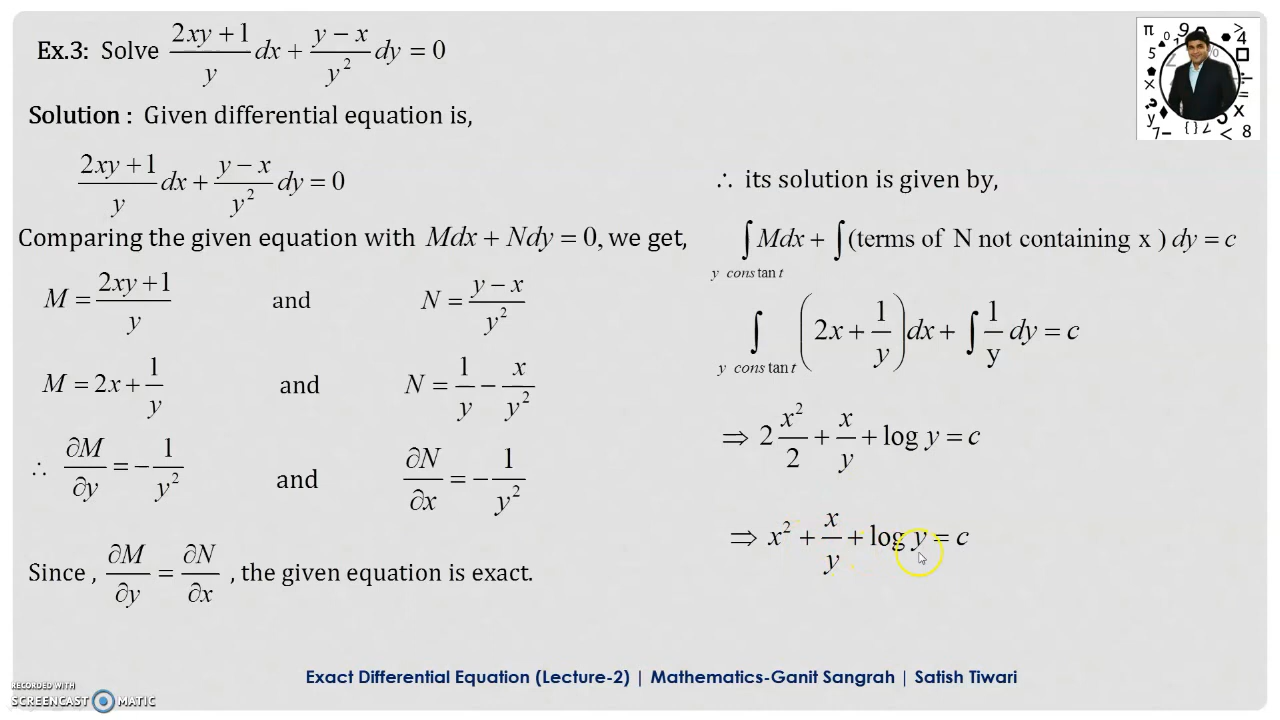 Ex.3: Solve (2xy + 1)/y dx + (y − x)/y² dy = 0
Solution : Given differential equation is,
(2xy + 1)/y dx + (y − x)/y² dy = 0
Comparing the given equation with Mdx + Ndy = 0, we get,
M = (2xy + 1)/y and N = (y − x)/y²
M = 2x + 1/y and N = 1/y − x/y²
∴ ∂M/∂y = −1/y² and ∂N/∂x = −1/y²
Since , ∂M/∂y = ∂N/∂x , the given equation is exact.
∴ its solution is given by,
∫ Mdx + ∫ (terms of N not containing x ) dy = c
y cons tan t
∫ (2x + 1/y) dx + ∫ 1/y dy = c
y cons tan t
⇒ 2 x²/2 + x/y + log y = c
⇒ x² + x/y + log y = c
Exact Differential Equation (Lecture-2) | Mathematics-Ganit Sangrah | Satish Tiwari
RECORDED WITH
SCREENCAST MATIC